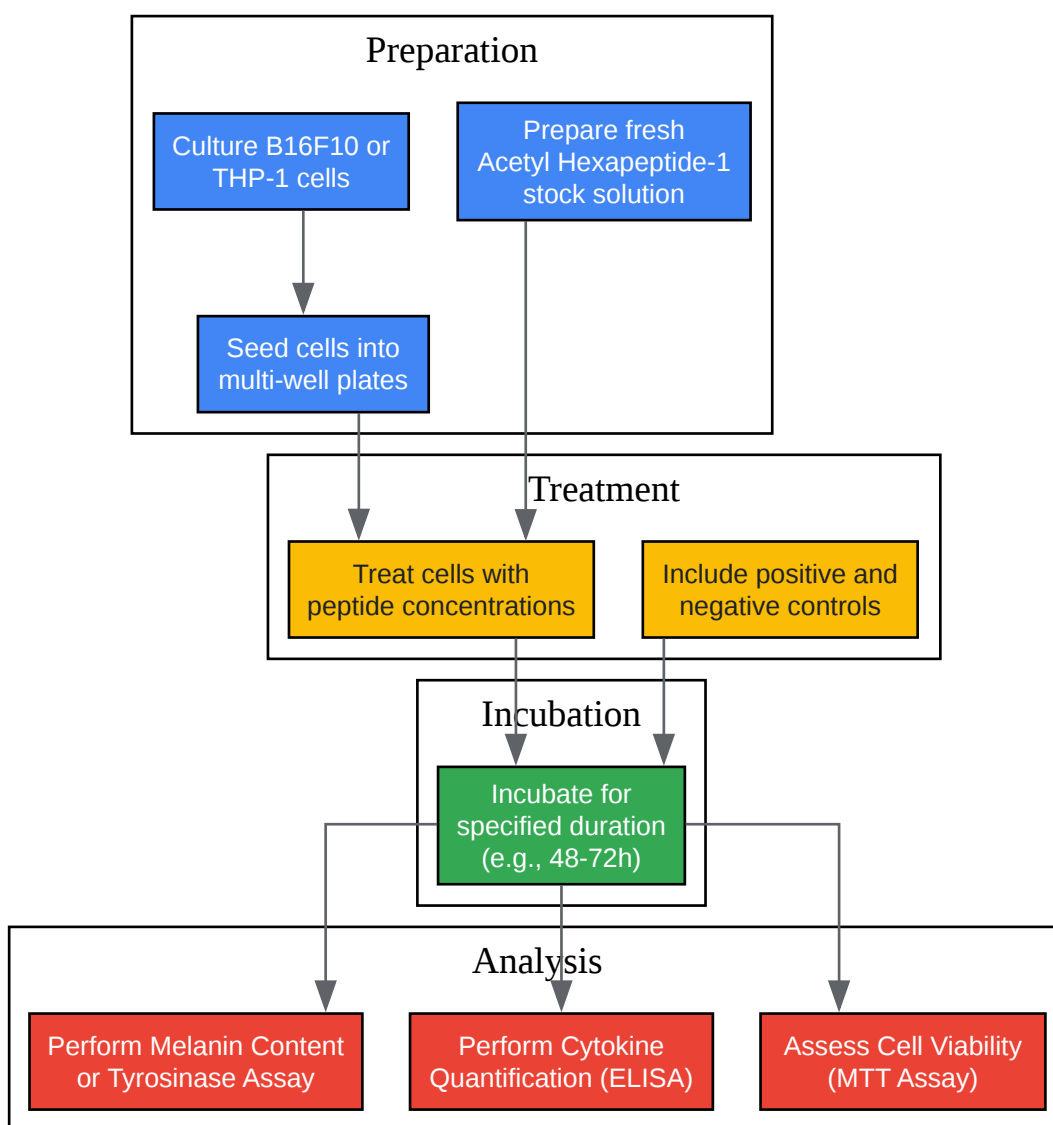 Preparation
Culture B16F10 or
THP-1 cells
Prepare fresh
Acetyl Hexapeptide-1
stock solution
Seed cells into
multi-well plates
Treatment
Treat cells with
peptide concentrations
Include positive and
negative controls
Incubation
Incubate for
specified duration
(e.g., 48-72h)
Analysis
Perform Melanin Content
or Tyrosinase Assay
Perform Cytokine
Quantification (ELISA)
Assess Cell Viability
(MTT Assay)